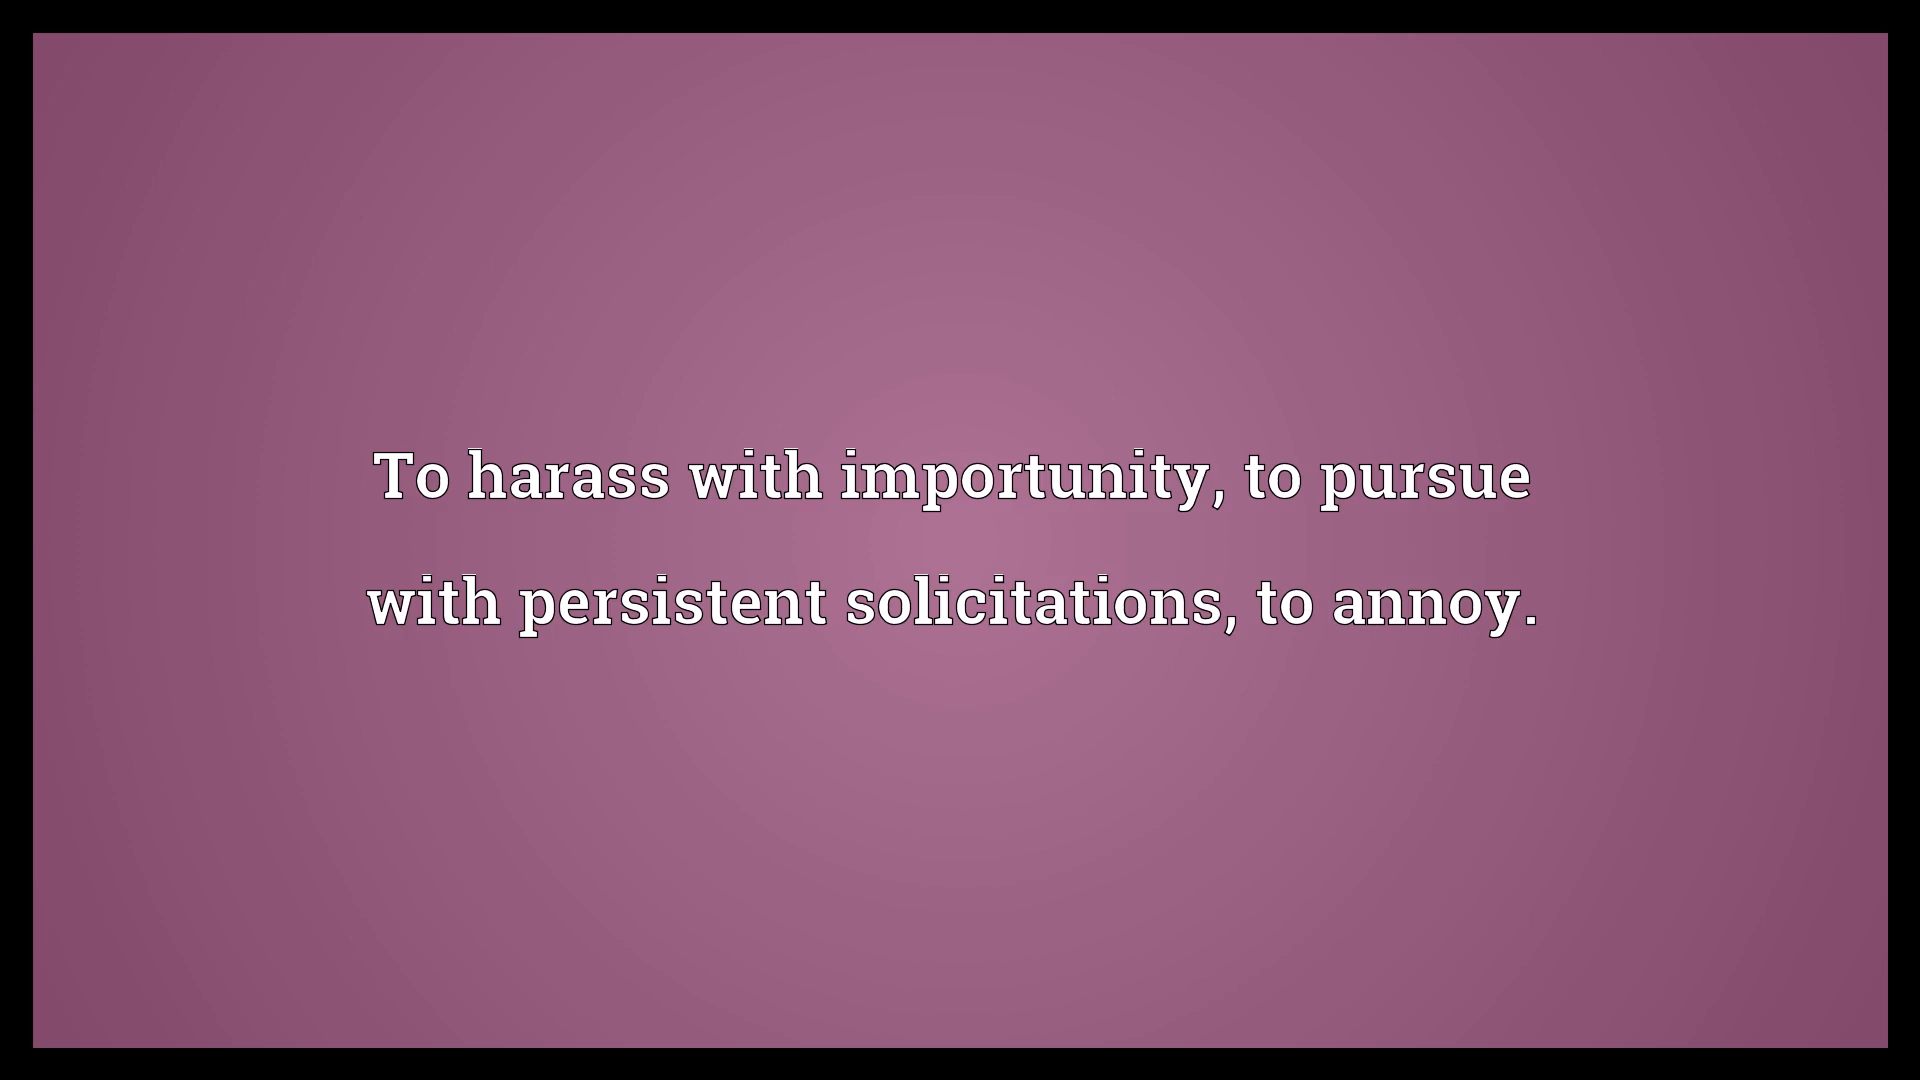 To harass with importunity, to pursue
with persistent solicitations, to annoy.